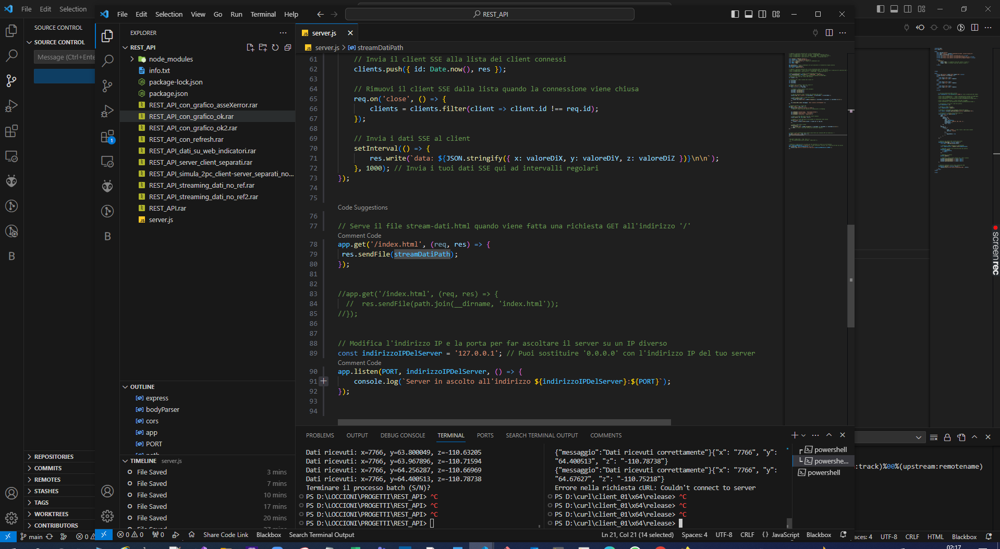 File Edit Selection
File Edit Selection View Go Run Terminal Help
REST_API
SOURCE CONTROL
SOURCE CONTROL
Message (Ctrl+Ente
EXPLORER
REST_API
node_modules
info.txt
package-lock.json
package.json
REST_API_con_grafico_asseXerror.rar
REST_API_con_grafico_ok.rar
REST_API_con_grafico_ok2.rar
REST_API_con_refresh.rar
REST_API_dati_su_web_indicatori.rar
REST_API_server_client_separati.rar
REST_API_simula_2pc_client-server_separati_no...
REST_API_streaming_dati_no_ref.rar
REST_API_streaming_dati_no_ref2.rar
REST_API.rar
server.js
1
B
B
OUTLINE
express
bodyParser
cors
app
PORT
TIMELINE server.js
File Saved 3 mins
File Saved 7 mins
File Saved 10 mins
File Saved 17 mins
File Saved 20 mins
REPOSITORIES
COMMITS
REMOTES
STASHES
TAGS
WORKTREES
CONTRIBUTORS
server.js
server.js > streamDatiPath
61 // Invia il client SSE alla lista dei client connessi
62 clients.push({ id: Date.now(), res });
63
64 // Rimuovi il client SSE dalla lista quando la connessione viene chiusa
65 req.on('close', () => {
66 clients = clients.filter(client => client.id !== req.id);
67 });
68
69 // Invia i dati SSE al client
70 setInterval(() => {
71 res.write(`data: ${JSON.stringify({ x: valoreDiX, y: valoreDiY, z: valoreDiZ })}\n\n`);
72 }, 1000); // Invia i tuoi dati SSE qui ad intervalli regolari
73 });
74
75
Code Suggestions
76
77 // Serve il file stream-dati.html quando viene fatta una richiesta GET all'indirizzo '/'
Comment Code
78 app.get('/index.html', (req, res) => {
79 res.sendFile(streamDatiPath);
80 });
81
82
83 //app.get('/index.html', (req, res) => {
84 // res.sendFile(path.join(__dirname, 'index.html'));
85 //});
86
87
88 // Modifica l'indirizzo IP e la porta per far ascoltare il server su un IP diverso
89 const indirizzoIPDelServer = '127.0.0.1'; // Puoi sostituire '0.0.0.0' con l'indirizzo IP del tuo server
Comment Code
90 app.listen(PORT, indirizzoIPDelServer, () => {
91 console.log(`Server in ascolto all'indirizzo ${indirizzoIPDelServer}:${PORT}`);
92 });
93
94
PROBLEMS OUTPUT DEBUG CONSOLE TERMINAL PORTS SEARCH TERMINAL OUTPUT COMMENTS
Dati ricevuti: x=7766, y=63.800049, z=-110.63205
Dati ricevuti: x=7766, y=63.967896, z=-110.71594
Dati ricevuti: x=7766, y=64.256287, z=-110.66969
Dati ricevuti: x=7766, y=64.400513, z=-110.78738
Terminare il processo batch (S/N)?
PS D:\LOCCIONI\PROGETTI\REST_API> ^C
PS D:\LOCCIONI\PROGETTI\REST_API> ^C
PS D:\LOCCIONI\PROGETTI\REST_API> ^C
PS D:\LOCCIONI\PROGETTI\REST_API>
{"messaggio":"Dati ricevuti correttamente"}{"x": "7766", "y":
"64.400513", "z": "-110.78738"}
{"messaggio":"Dati ricevuti correttamente"}{"x": "7766", "y":
"64.67627", "z": "-110.75218"}
Errore nella richiesta cURL: Couldn't connect to server
PS D:\curl\client_01\x64\release> ^C
PS D:\curl\client_01\x64\release> ^C
PS D:\curl\client_01\x64\release> ^C
PS D:\curl\client_01\x64\release>
powershell
powershe...
powershell
:track)%00%(upstream:remotename)
screenrec
main 0
0 0 0 Share Code Link Blackbox Search Terminal Output
Ln 21, Col 21 (14 selected) Spaces: 4 UTF-8 CRLF {} JavaScript Blackbox
aces: 4 UTF-8 CRLF HTML Blackbox
02:17